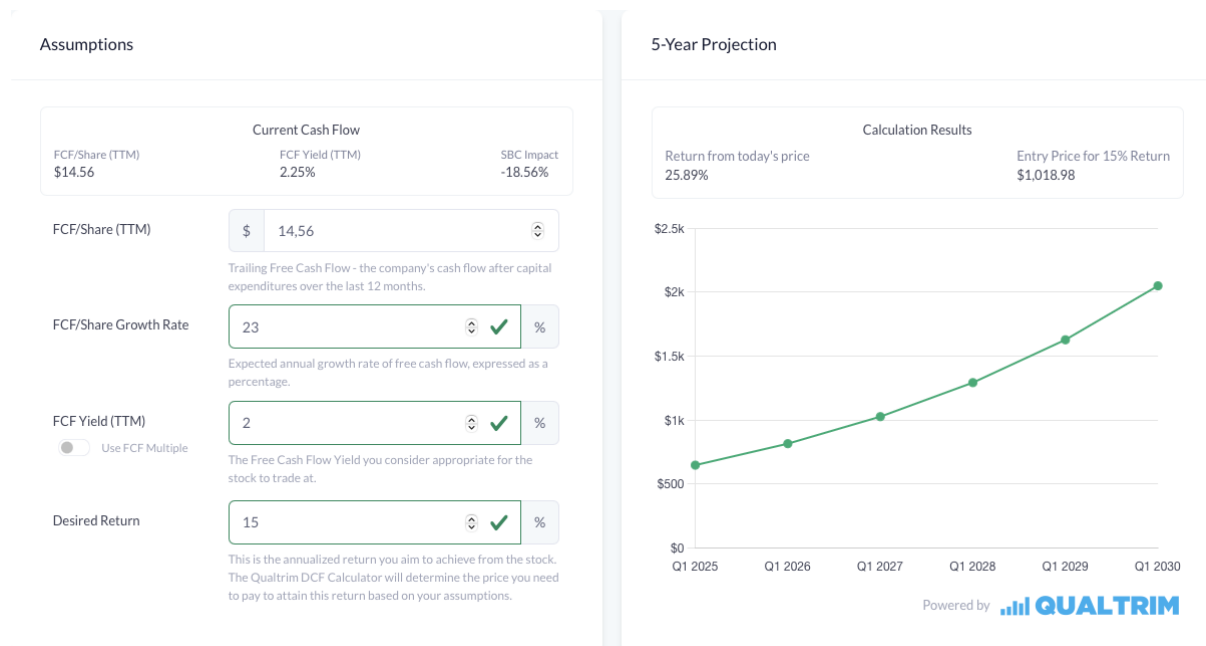 Assumptions
Current Cash Flow
FCF/Share (TTM) FCF Yield (TTM) SBC Impact
$14.56 2.25% -18.56%
FCF/Share (TTM) $ 14,56
Trailing Free Cash Flow - the company's cash flow after capital
expenditures over the last 12 months.
FCF/Share Growth Rate 23 %
Expected annual growth rate of free cash flow, expressed as a
percentage.
FCF Yield (TTM) 2 %
Use FCF Multiple
The Free Cash Flow Yield you consider appropriate for the
stock to trade at.
Desired Return 15 %
This is the annualized return you aim to achieve from the stock.
The Qualtrim DCF Calculator will determine the price you need
to pay to attain this return based on your assumptions.
5-Year Projection
Calculation Results
Return from today's price Entry Price for 15% Return
25.89% $1,018.98
$2.5k
$2k
$1.5k
$1k
$500
$0
Q1 2025 Q1 2026 Q1 2027 Q1 2028 Q1 2029 Q1 2030
Powered by QUALTRIM